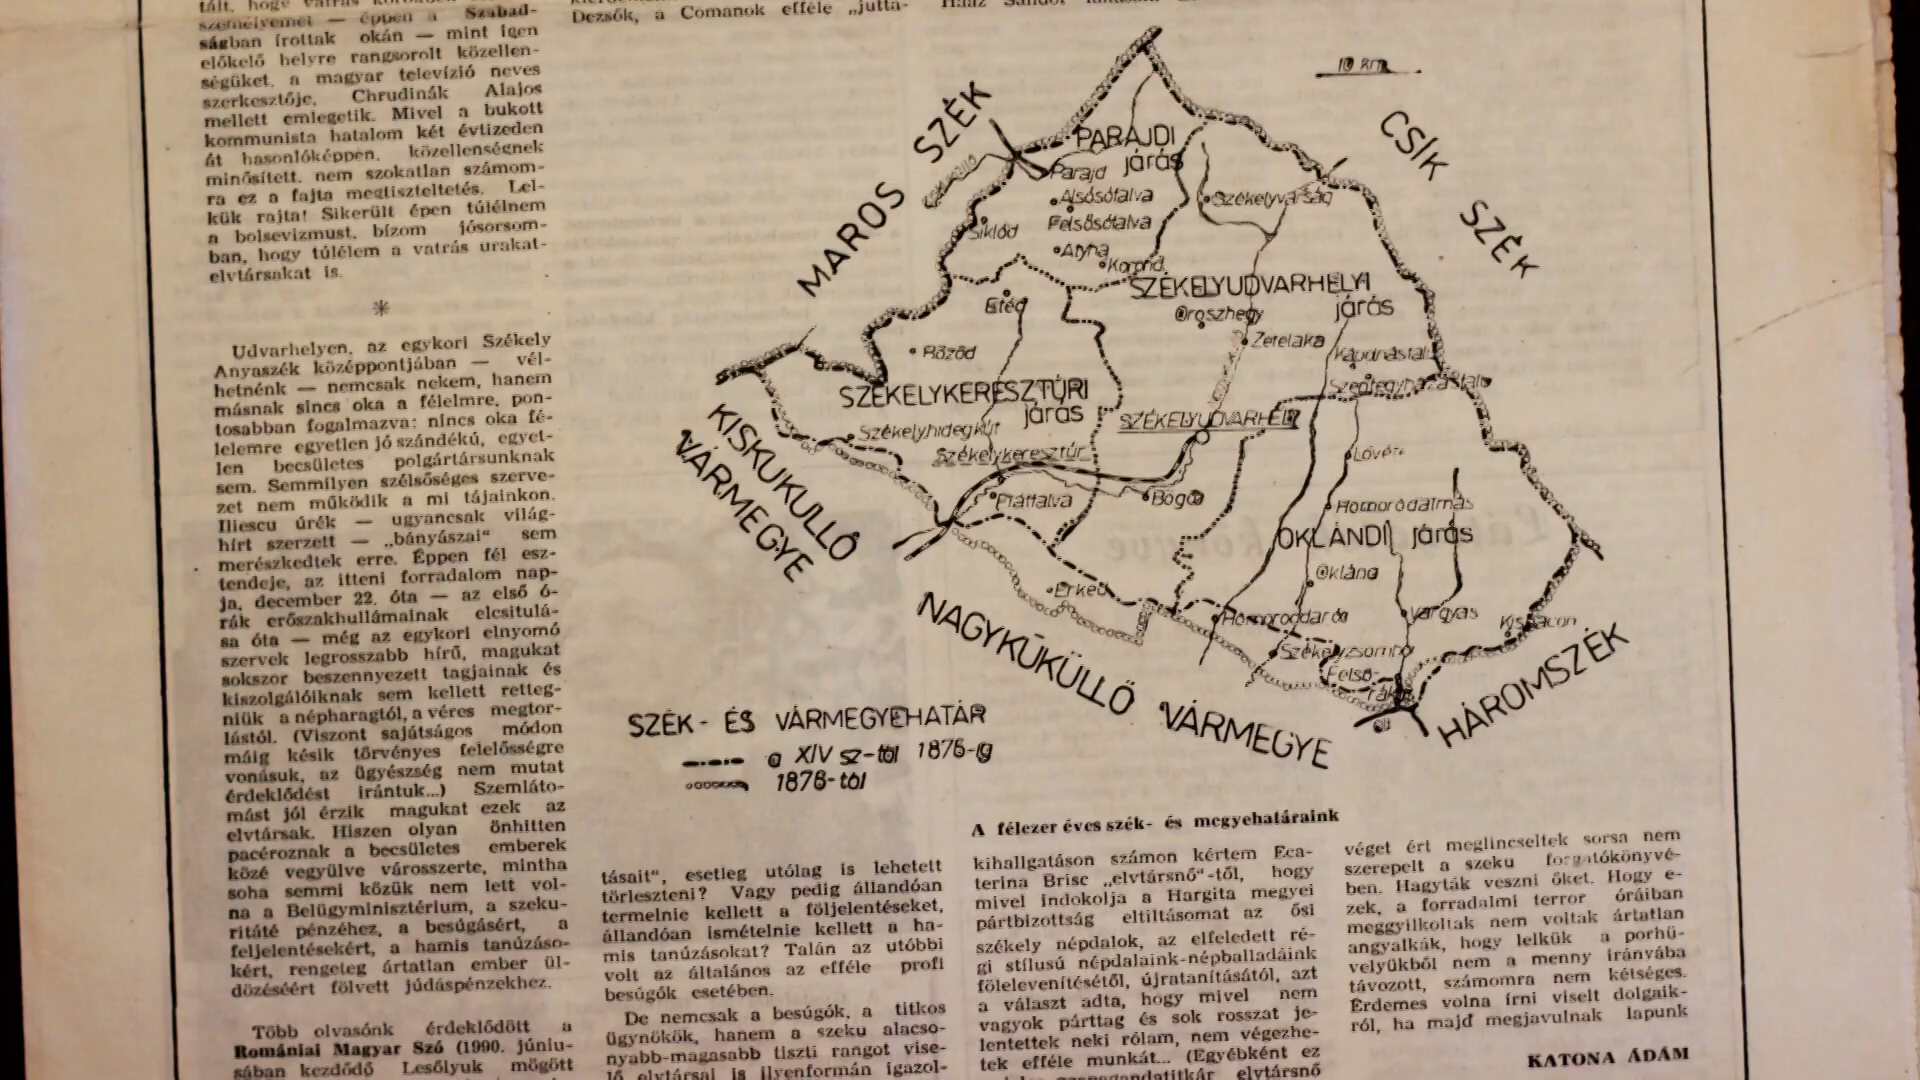 tált, hogy vatrás
személyemet — éppen a Szabad-
ságban írottak okán — mint igen
előkelő helyre rangsorolt közellen-
ségüket, a magyar televízió neves
szerkesztője, Chrudinák Alajos
mellett emlegetik. Mivel a bukott
kommunista hatalom két évtizeden
át hasonlóképpen, közellenségnek
minősített, nem szokatlan számom-
ra ez a fajta megtiszteltetés. Lel-
kük rajta! Sikerült épen túlélnem
a bolsevizmust, bízom jósorsom-
ban, hogy túlélem a vatrás urakat-
elvtársakat is.
*
Udvarhelyen, az egykori Székely
Anyaszék középpontjában — vél-
hetnénk — nemcsak nekem, hanem
másnak sincs oka a félelmre, pon-
tosabban fogalmazva: nincs oka fé-
lelemre egyetlen jó szándékú, egyet-
len becsületes polgártársunknak
sem. Semmilyen szélsőséges szerve-
zet nem működik a mi tájainkon.
Iliescu úrék — ugyancsak világ-
hírt szerzett — „bányászai” sem
merészkedtek erre. Éppen fél esz-
tendeje, az itteni forradalom nap-
ja, december 22. óta — az első ó-
rák erőszakhullámainak elcsitulá-
sa óta — még az egykori elnyomó
szervek legrosszabb hírű, magukat
sokszor beszennyezett tagjainak és
kiszolgálóiknak sem kellett retteg-
niük a népharagtól, a véres megtor-
lástól. (Viszont sajátságos módon
máig késik törvényes felelősségre
vonásuk, az ügyészség nem mutat
érdeklődést irántuk...) Szemláto-
mást jól érzik magukat ezek az
elvtársak. Hiszen olyan önhitten
pacéroznak a becsületes emberek
közé vegyülve városszerte, mintha
soha semmi közük nem lett vol-
na a Belügyminisztérium, a szeku-
ritáté pénzéhez, a besúgásért, a
feljelentésekért, a hamis tanúzáso-
kért, rengeteg ártatlan ember ül-
dözéséért fölvett júdáspénzekhez.
Több olvasónk érdeklődött a
Romániai Magyar Szó (1990. júniu-
sában kezdődő Lesőlyuk mögött
Dezsők, a Comanok efféle „jutta-
10 km
MAROS SZÉK
CSÍK SZÉK
PARAJDI
járás
Parajd
Alsósófalva
Felsősófalva
Székelyvarság
Siklód
Atyha
Korond
SZÉKELYUDVARHELYI
járás
Etéd
Oroszhegy
Zetelaka
Rőződ
Kápolnásfalu
SZÉKELYKERESZTÚRI
járás
SZÉKELYUDVARHELY
Székelyhidegkút
Székelykeresztúr
Lövéte
Ráttalva
Bögöz
Homoródalmás
OKLÁNDI járás
Oklánd
Erked
Homoróddaróc
Vargyas
Székelyzsombor
Felső-
rákos
Olt
KISKÜKÜLLŐ
VÁRMEGYE
NAGYKÜKÜLLŐ VÁRMEGYE
HÁROMSZÉK
SZÉK- ÉS VÁRMEGYEHATÁR
a XIV sz-tól 1876-ig
1876-tól
A félezer éves szék- és megyehatáraink
tásait“, esetleg utólag is lehetett
törleszteni? Vagy pedig állandóan
termelnie kellett a följelentéseket,
állandóan ismételnie kellett a ha-
mis tanúzásokat? Talán az utóbbi
volt az általános az efféle profi
besúgók esetében.
De nemcsak a besúgók, a titkos
ügynökök, hanem a szeku alacso-
nyabb-magasabb tiszti rangot vise-
lő elvtársai is ilyenformán igazol-
kihallgatáson számon kértem Eca-
terina Brisc „elvtársnő“-től, hogy
mivel indokolja a Hargita megyei
pártbizottság eltiltásomat az ősi
székely népdalok, az elfeledett ré-
gi stílusú népdalaink-népballadáink
fölelevenítésétől, újratanításától, azt
a választ adta, hogy mivel nem
vagyok párttag és sok rosszat je-
lentettek neki rólam, nem végezhe-
tek efféle munkát... (Egyébként ez
elvtársnő
véget ért meglincseltek sorsa nem
szerepelt a szeku forgatókönyvé-
ben. Hagyták veszni őket. Hogy e-
zek, a forradalmi terror óráiban
meggyilkoltak nem voltak ártatlan
angyalkák, hogy lelkük a porhü-
velyükből nem a menny irányába
távozott, számomra nem kétséges.
Érdemes volna írni viselt dolgaik-
ról, ha majd megjavulnak lapunk
KATONA ÁDÁM